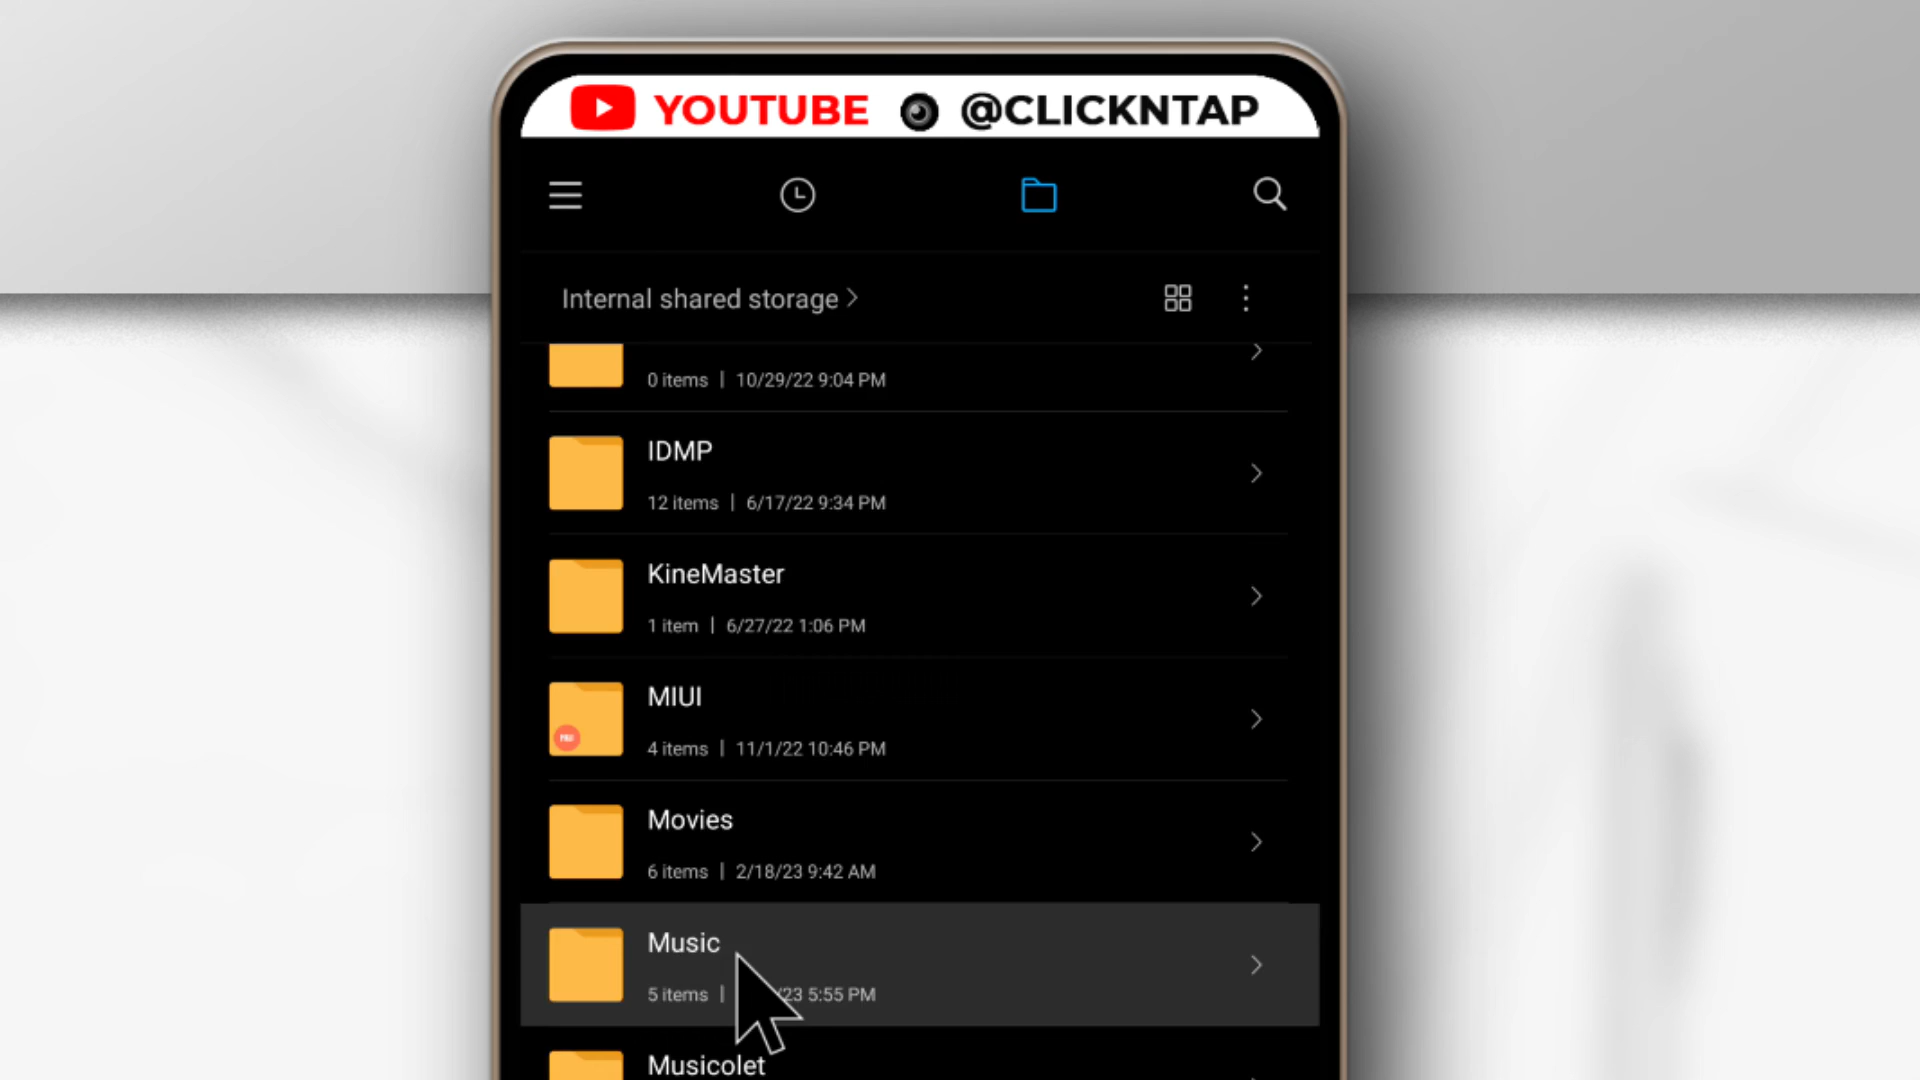 YOUTUBE @CLICKNTAP
Internal shared storage
0 items | 10/29/22 9:04 PM
IDMP
12 items | 6/17/22 9:34 PM
KineMaster
1 item | 6/27/22 1:06 PM
MIUI
4 items | 11/1/22 10:46 PM
Movies
6 items | 2/18/23 9:42 AM
Music
5 items | /23 5:55 PM
Musicolet